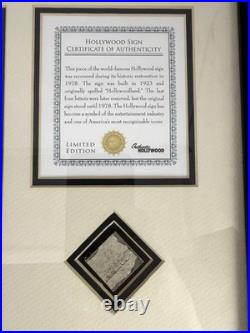 HOLLYWOOD SIGN
CERTIFICATE OF AUTHENTICITY
This piece of the world-famous Hollywood sign
was recovered during its historic restoration in
1978. The sign was built in 1923 and
originally spelled "Hollywoodland." The last
four letters were later removed, but the original
sign stood until 1978. The Hollywood sign has
become a symbol of the entertainment industry
and one of America's most recognizable icons.
LIMITED
EDITION
Authentic
HOLLYWOOD